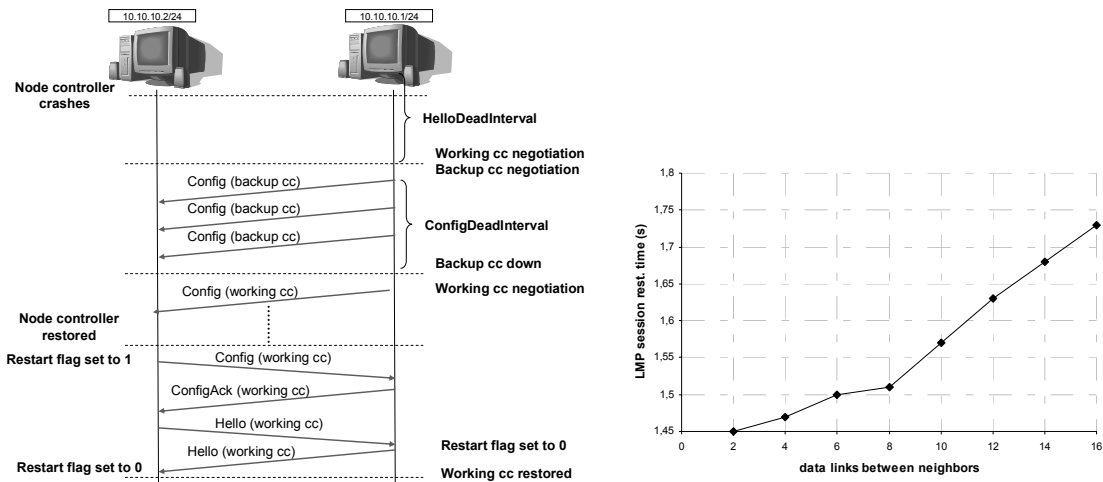 10.10.10.2/24
10.10.10.1/24
Node controller
crashes
HelloDeadInterval
Working cc negotiation
Backup cc negotiation
Config (backup cc)
Config (backup cc)
Config (backup cc)
ConfigDeadInterval
Backup cc down
Working cc negotiation
Config (working cc)
Node controller
restored
Restart flag set to 1
Config (working cc)
ConfigAck (working cc)
Hello (working cc)
Restart flag set to 0
Hello (working cc)
Restart flag set to 0
Working cc restored
LMP session rest. time (s)
1,8
1,75
1,7
1,65
1,6
1,55
1,5
1,45
0 2 4 6 8 10 12 14 16
data links between neighbors